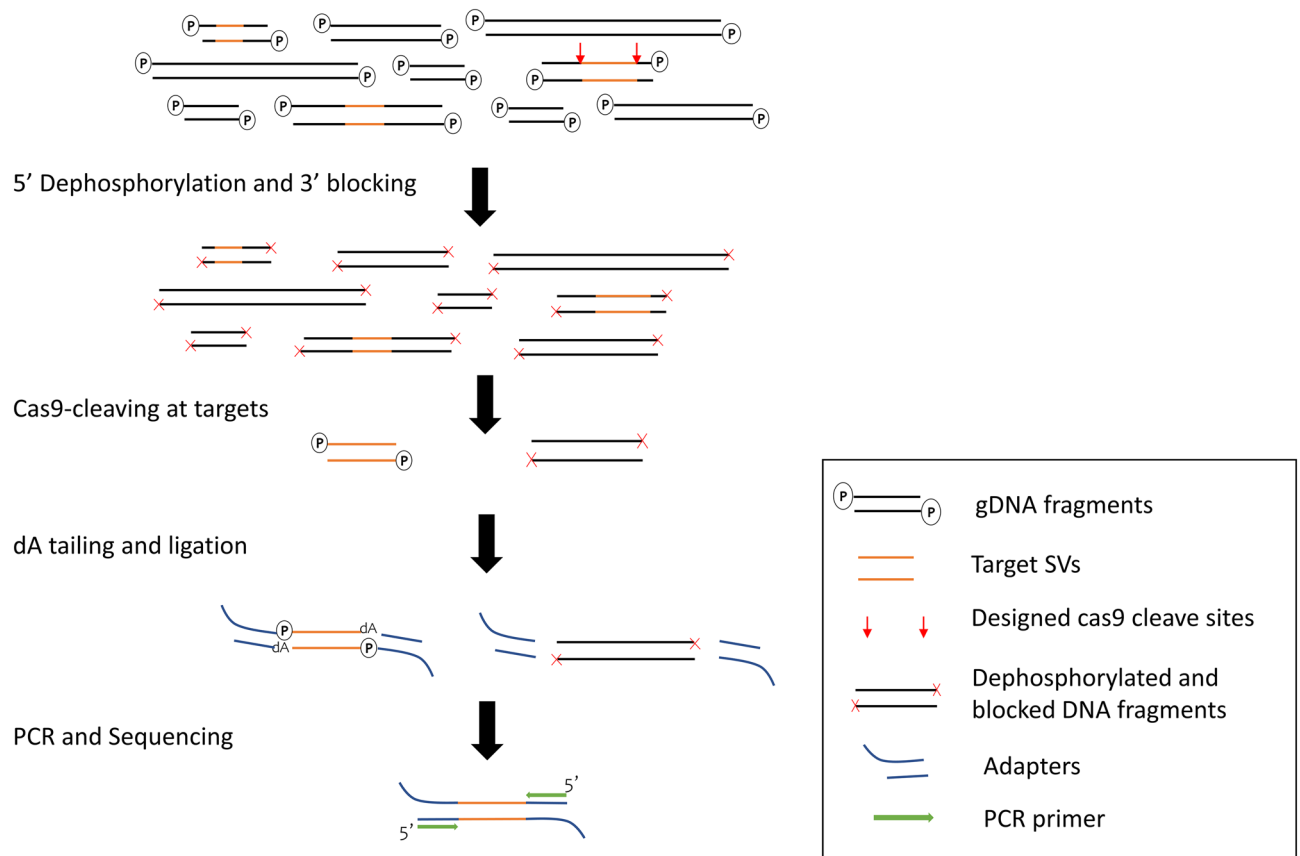 P P P P P P
P P P P P P
P P P P P P
P P
5’ Dephosphorylation and 3’ blocking
Cas9-cleaving at targets
P
P
dA tailing and ligation
P dA
dA P
PCR and Sequencing
5’
5’
P P gDNA fragments
Target SVs
Designed cas9 cleave sites
Dephosphorylated and
blocked DNA fragments
Adapters
PCR primer